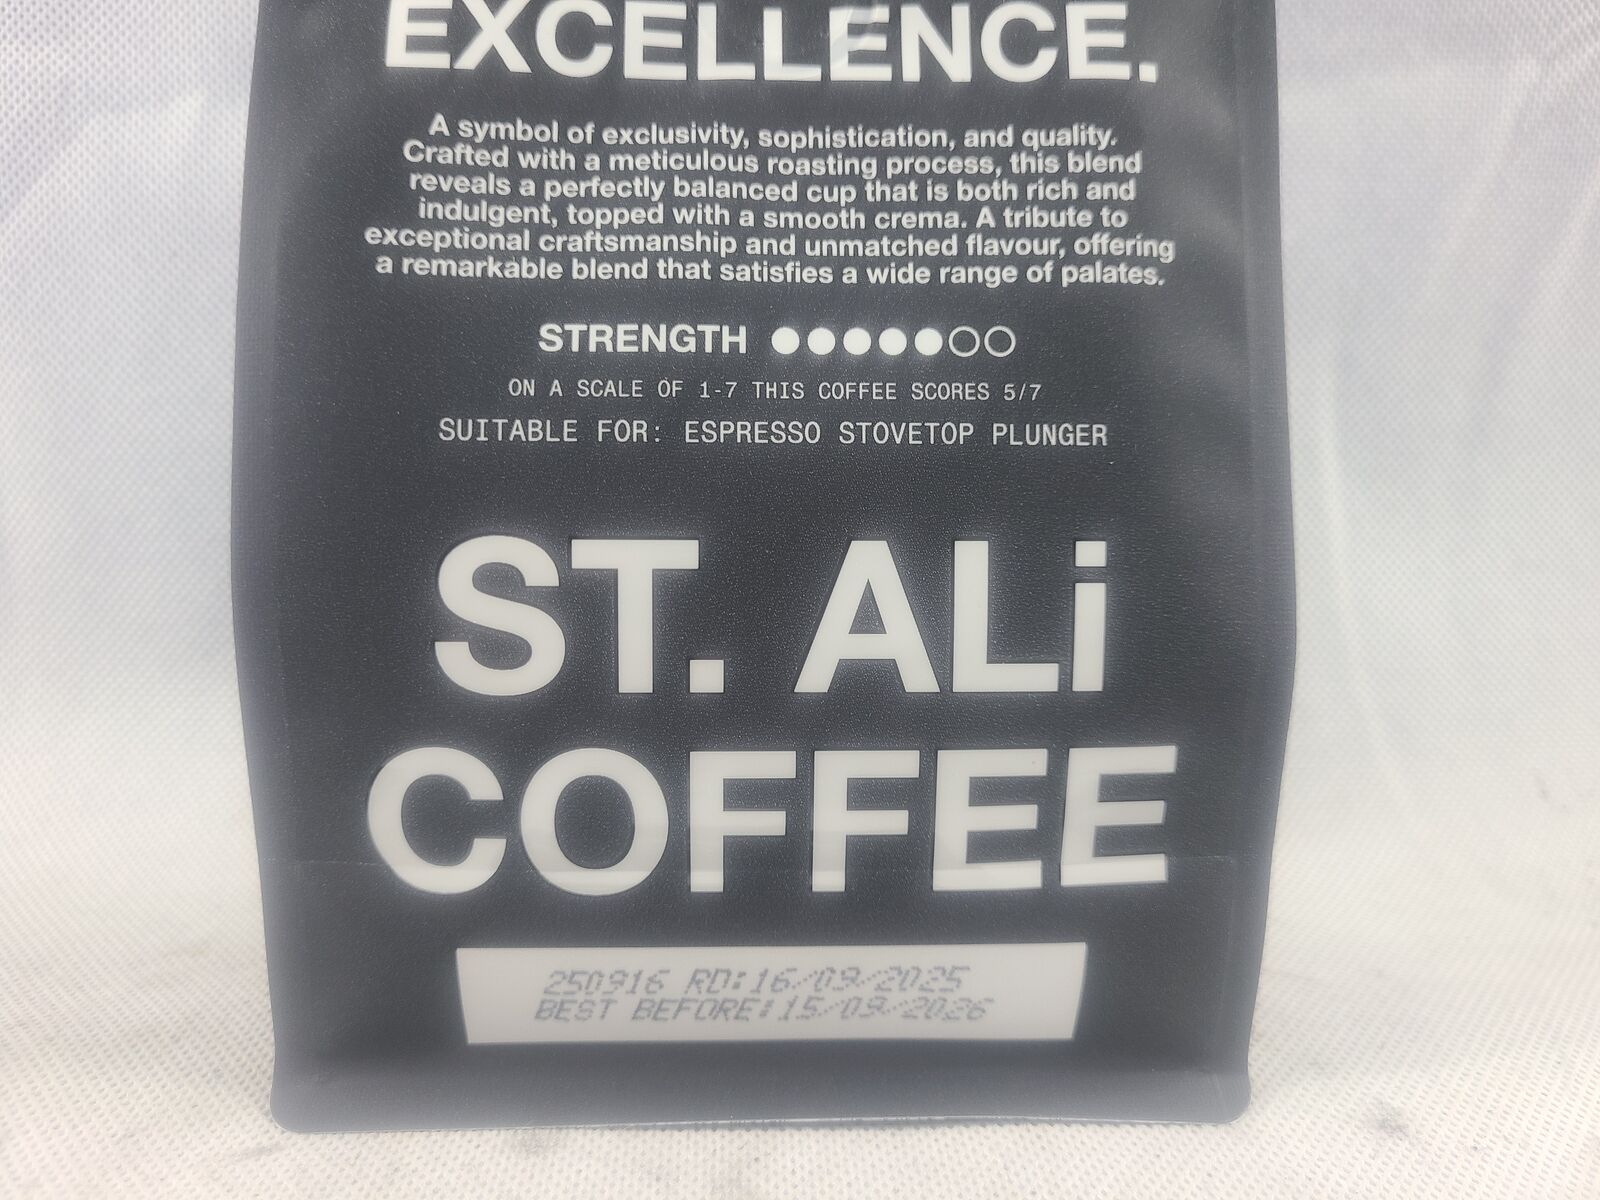 EXCELLENCE.
A symbol of exclusivity, sophistication, and quality.
Crafted with a meticulous roasting process, this blend
reveals a perfectly balanced cup that is both rich and
indulgent, topped with a smooth crema. A tribute to
exceptional craftsmanship and unmatched flavour, offering
a remarkable blend that satisfies a wide range of palates.
STRENGTH
ON A SCALE OF 1-7 THIS COFFEE SCORES 5/7
SUITABLE FOR: ESPRESSO STOVETOP PLUNGER
ST. ALi
COFFEE
250916 RD:16/09/2025
BEST BEFORE:15/09/2026